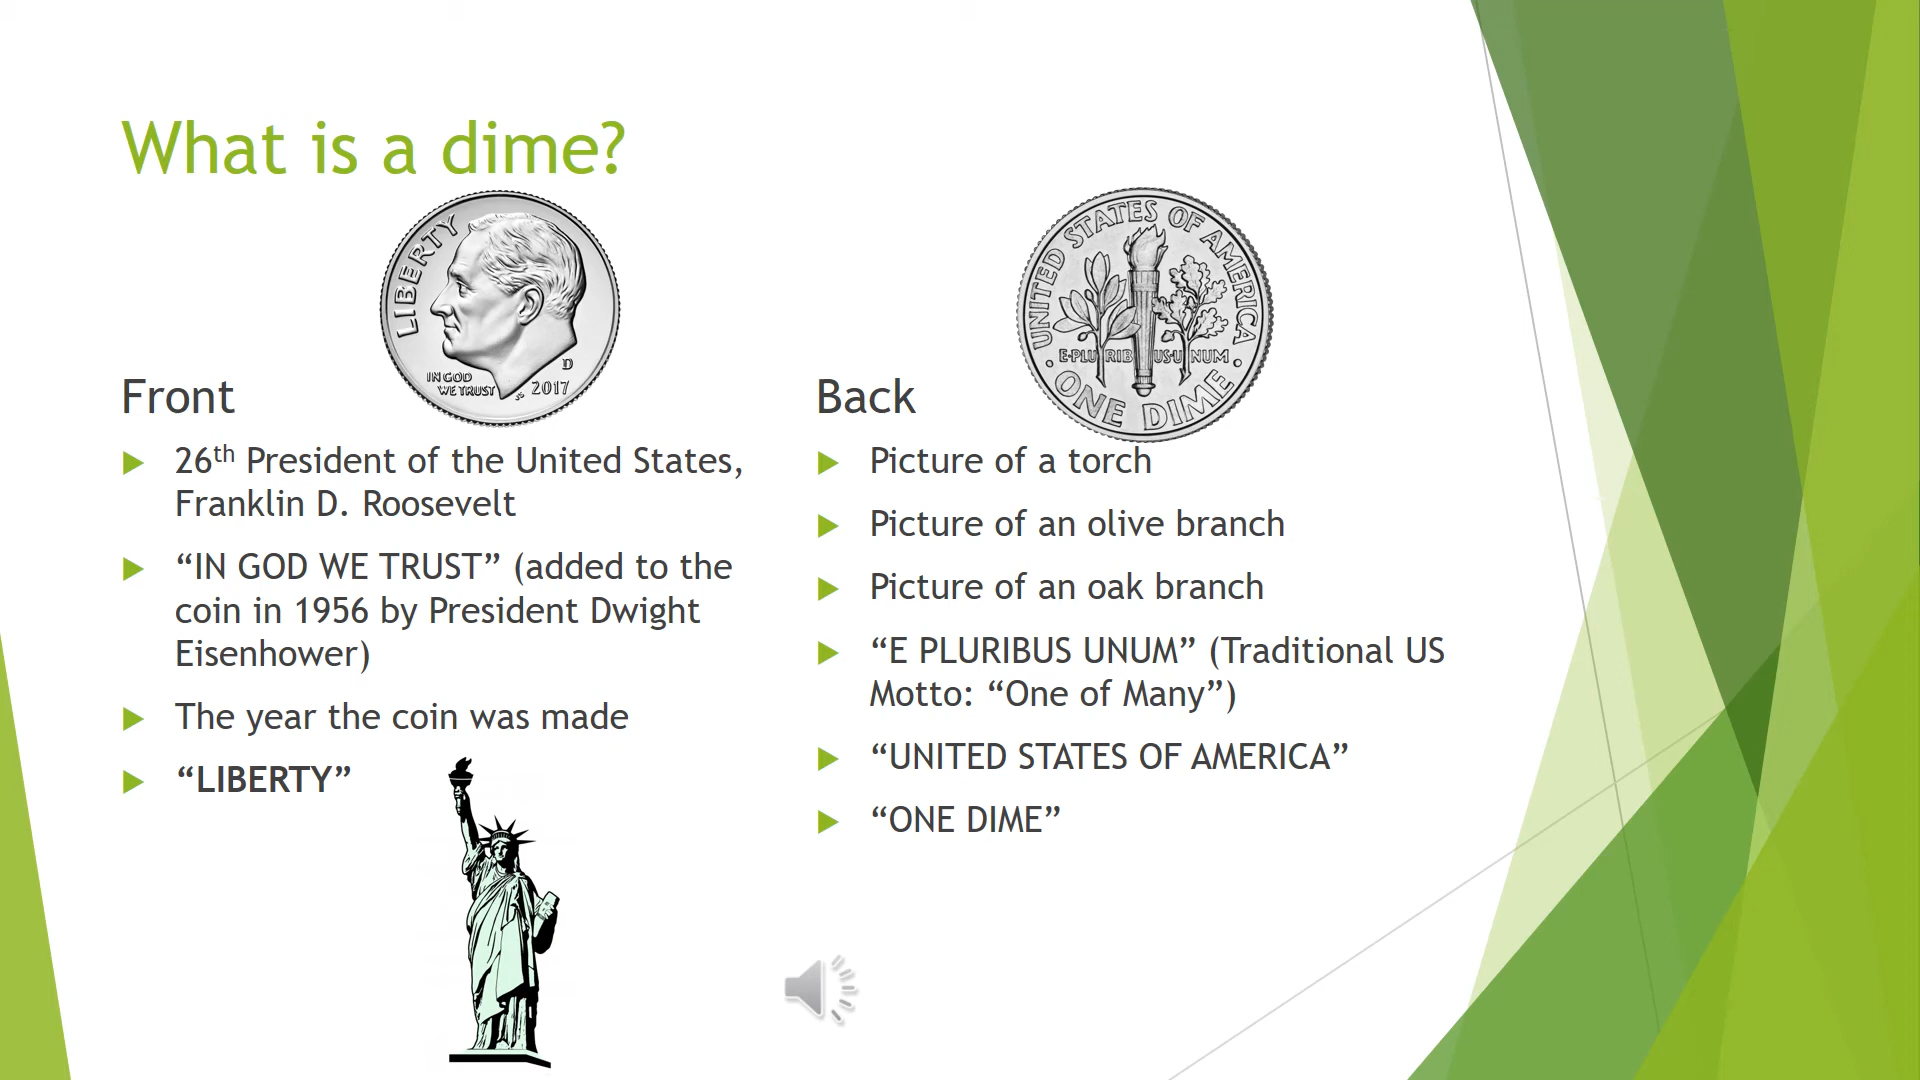 What is a dime?
LIBERTY
IN GOD
WE TRUST
D
2017
UNITED STATES OF AMERICA
E·PLURIBUS·UNUM
ONE DIME
Front
26th President of the United States,
Franklin D. Roosevelt
“IN GOD WE TRUST” (added to the
coin in 1956 by President Dwight
Eisenhower)
The year the coin was made
“LIBERTY”
Back
Picture of a torch
Picture of an olive branch
Picture of an oak branch
“E PLURIBUS UNUM” (Traditional US
Motto: “One of Many”)
“UNITED STATES OF AMERICA”
“ONE DIME”